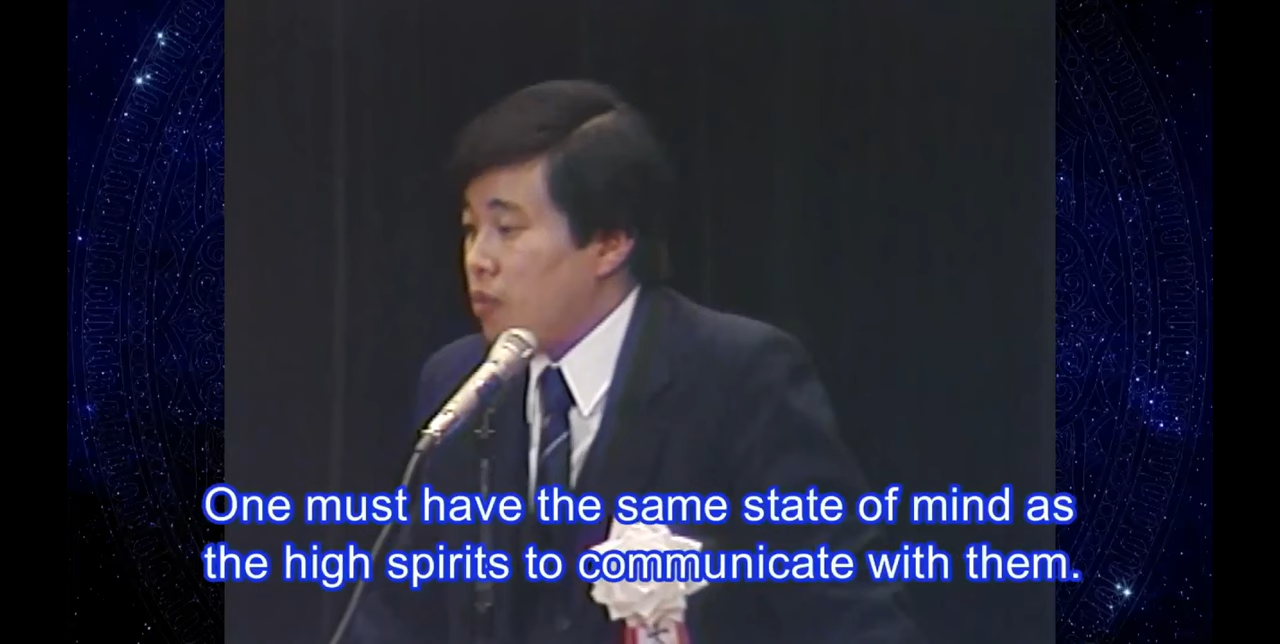 One must have the same state of mind as
the high spirits to communicate with them.